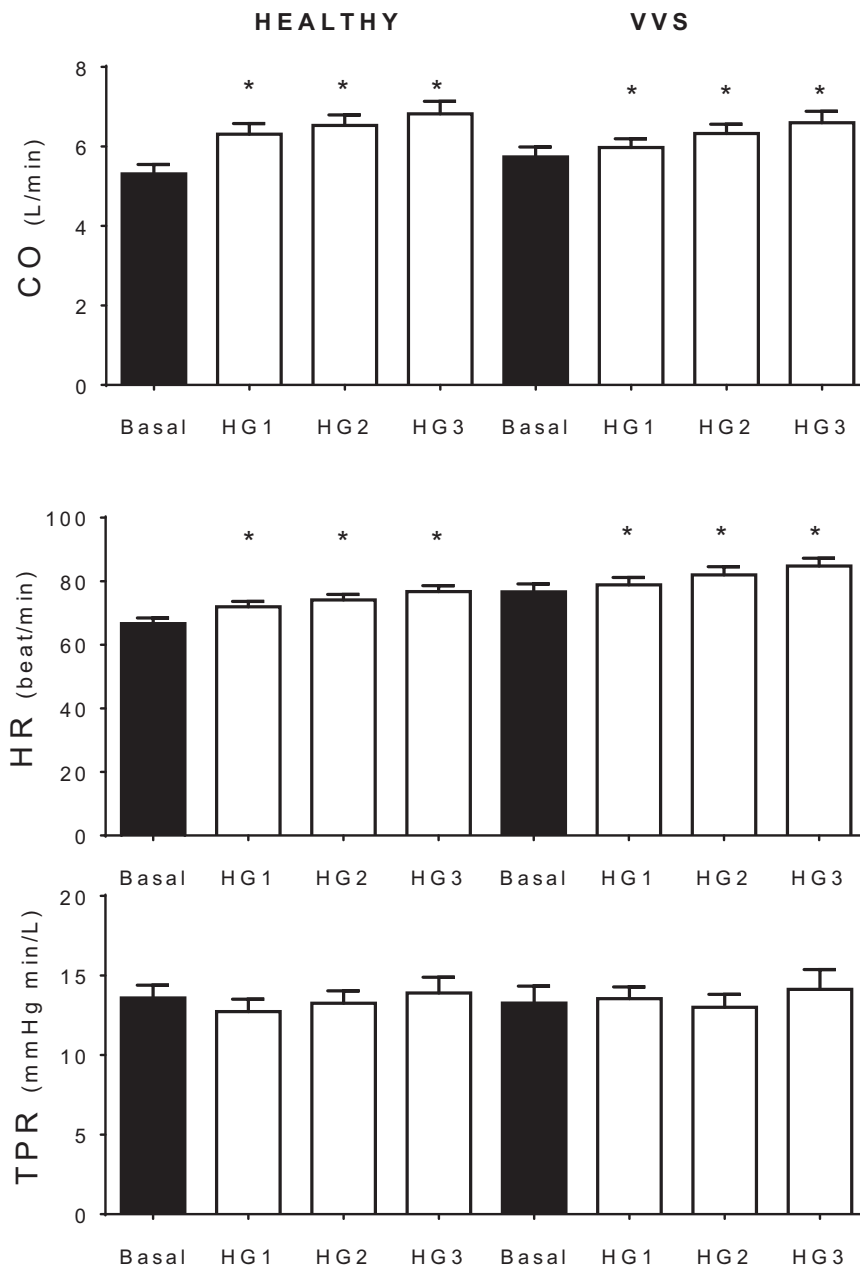 HEALTHY VVS
CO (L/min)
8
6
4
2
0
* * * * * *
Basal HG1 HG2 HG3 Basal HG1 HG2 HG3
HR (beat/min)
100
80
60
40
20
0
* * * * * *
Basal HG1 HG2 HG3 Basal HG1 HG2 HG3
TPR (mmHg min/L)
20
15
10
5
0
Basal HG1 HG2 HG3 Basal HG1 HG2 HG3